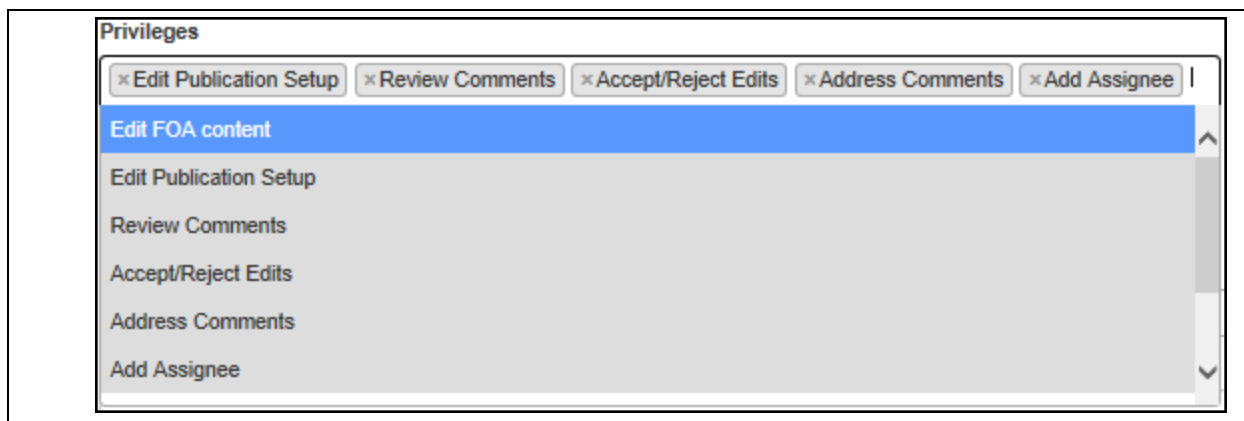 Privileges
×Edit Publication Setup ×Review Comments ×Accept/Reject Edits ×Address Comments ×Add Assignee
Edit FOA content
Edit Publication Setup
Review Comments
Accept/Reject Edits
Address Comments
Add Assignee